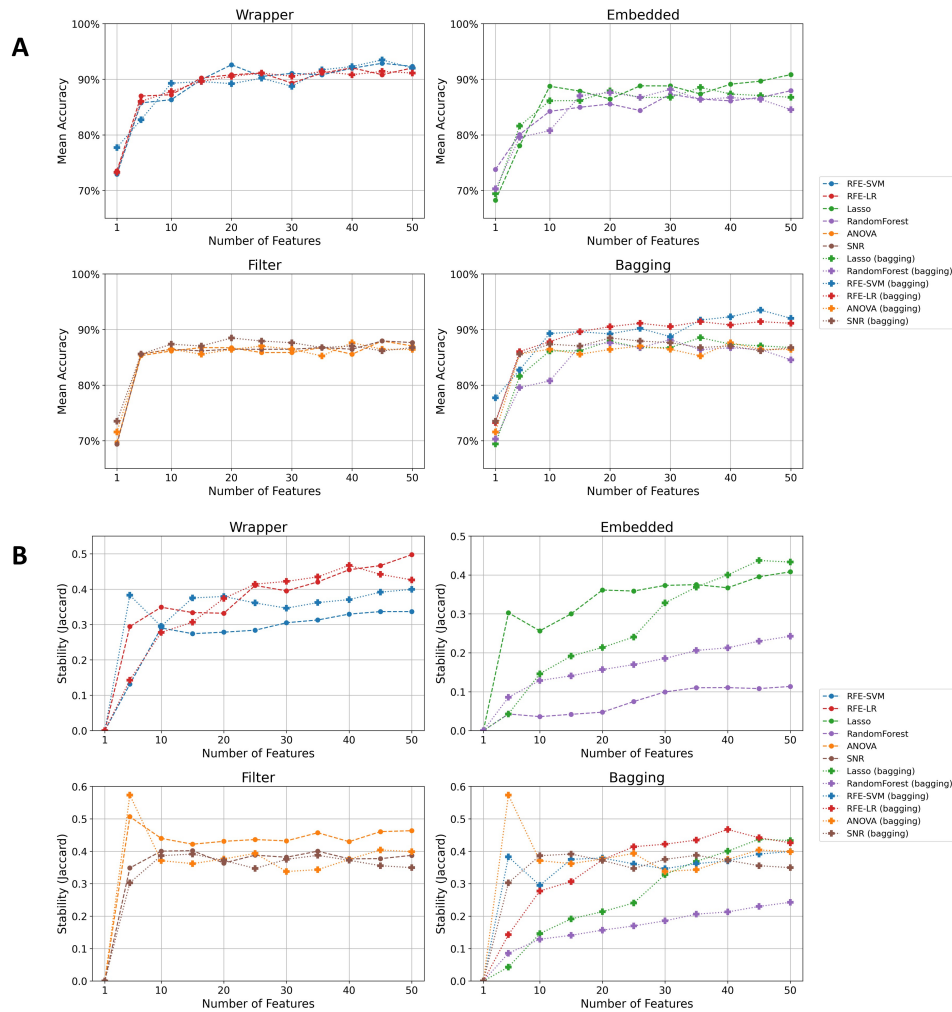 A
Wrapper
100%
90%
80%
70%
Mean Accuracy
1 10 20 30 40 50
Number of Features
Embedded
100%
90%
80%
70%
Mean Accuracy
1 10 20 30 40 50
Number of Features
Filter
100%
90%
80%
70%
Mean Accuracy
1 10 20 30 40 50
Number of Features
Bagging
100%
90%
80%
70%
Mean Accuracy
1 10 20 30 40 50
Number of Features
RFE-SVM
RFE-LR
Lasso
RandomForest
ANOVA
SNR
Lasso (bagging)
RandomForest (bagging)
RFE-SVM (bagging)
RFE-LR (bagging)
ANOVA (bagging)
SNR (bagging)
B
Wrapper
0.5
0.4
0.3
0.2
0.1
0.0
Stability (Jaccard)
1 10 20 30 40 50
Number of Features
Embedded
0.5
0.4
0.3
0.2
0.1
0.0
Stability (Jaccard)
1 10 20 30 40 50
Number of Features
Filter
0.6
0.5
0.4
0.3
0.2
0.1
0.0
Stability (Jaccard)
1 10 20 30 40 50
Number of Features
Bagging
0.6
0.5
0.4
0.3
0.2
0.1
0.0
Stability (Jaccard)
1 10 20 30 40 50
Number of Features
RFE-SVM
RFE-LR
Lasso
RandomForest
ANOVA
SNR
Lasso (bagging)
RandomForest (bagging)
RFE-SVM (bagging)
RFE-LR (bagging)
ANOVA (bagging)
SNR (bagging)